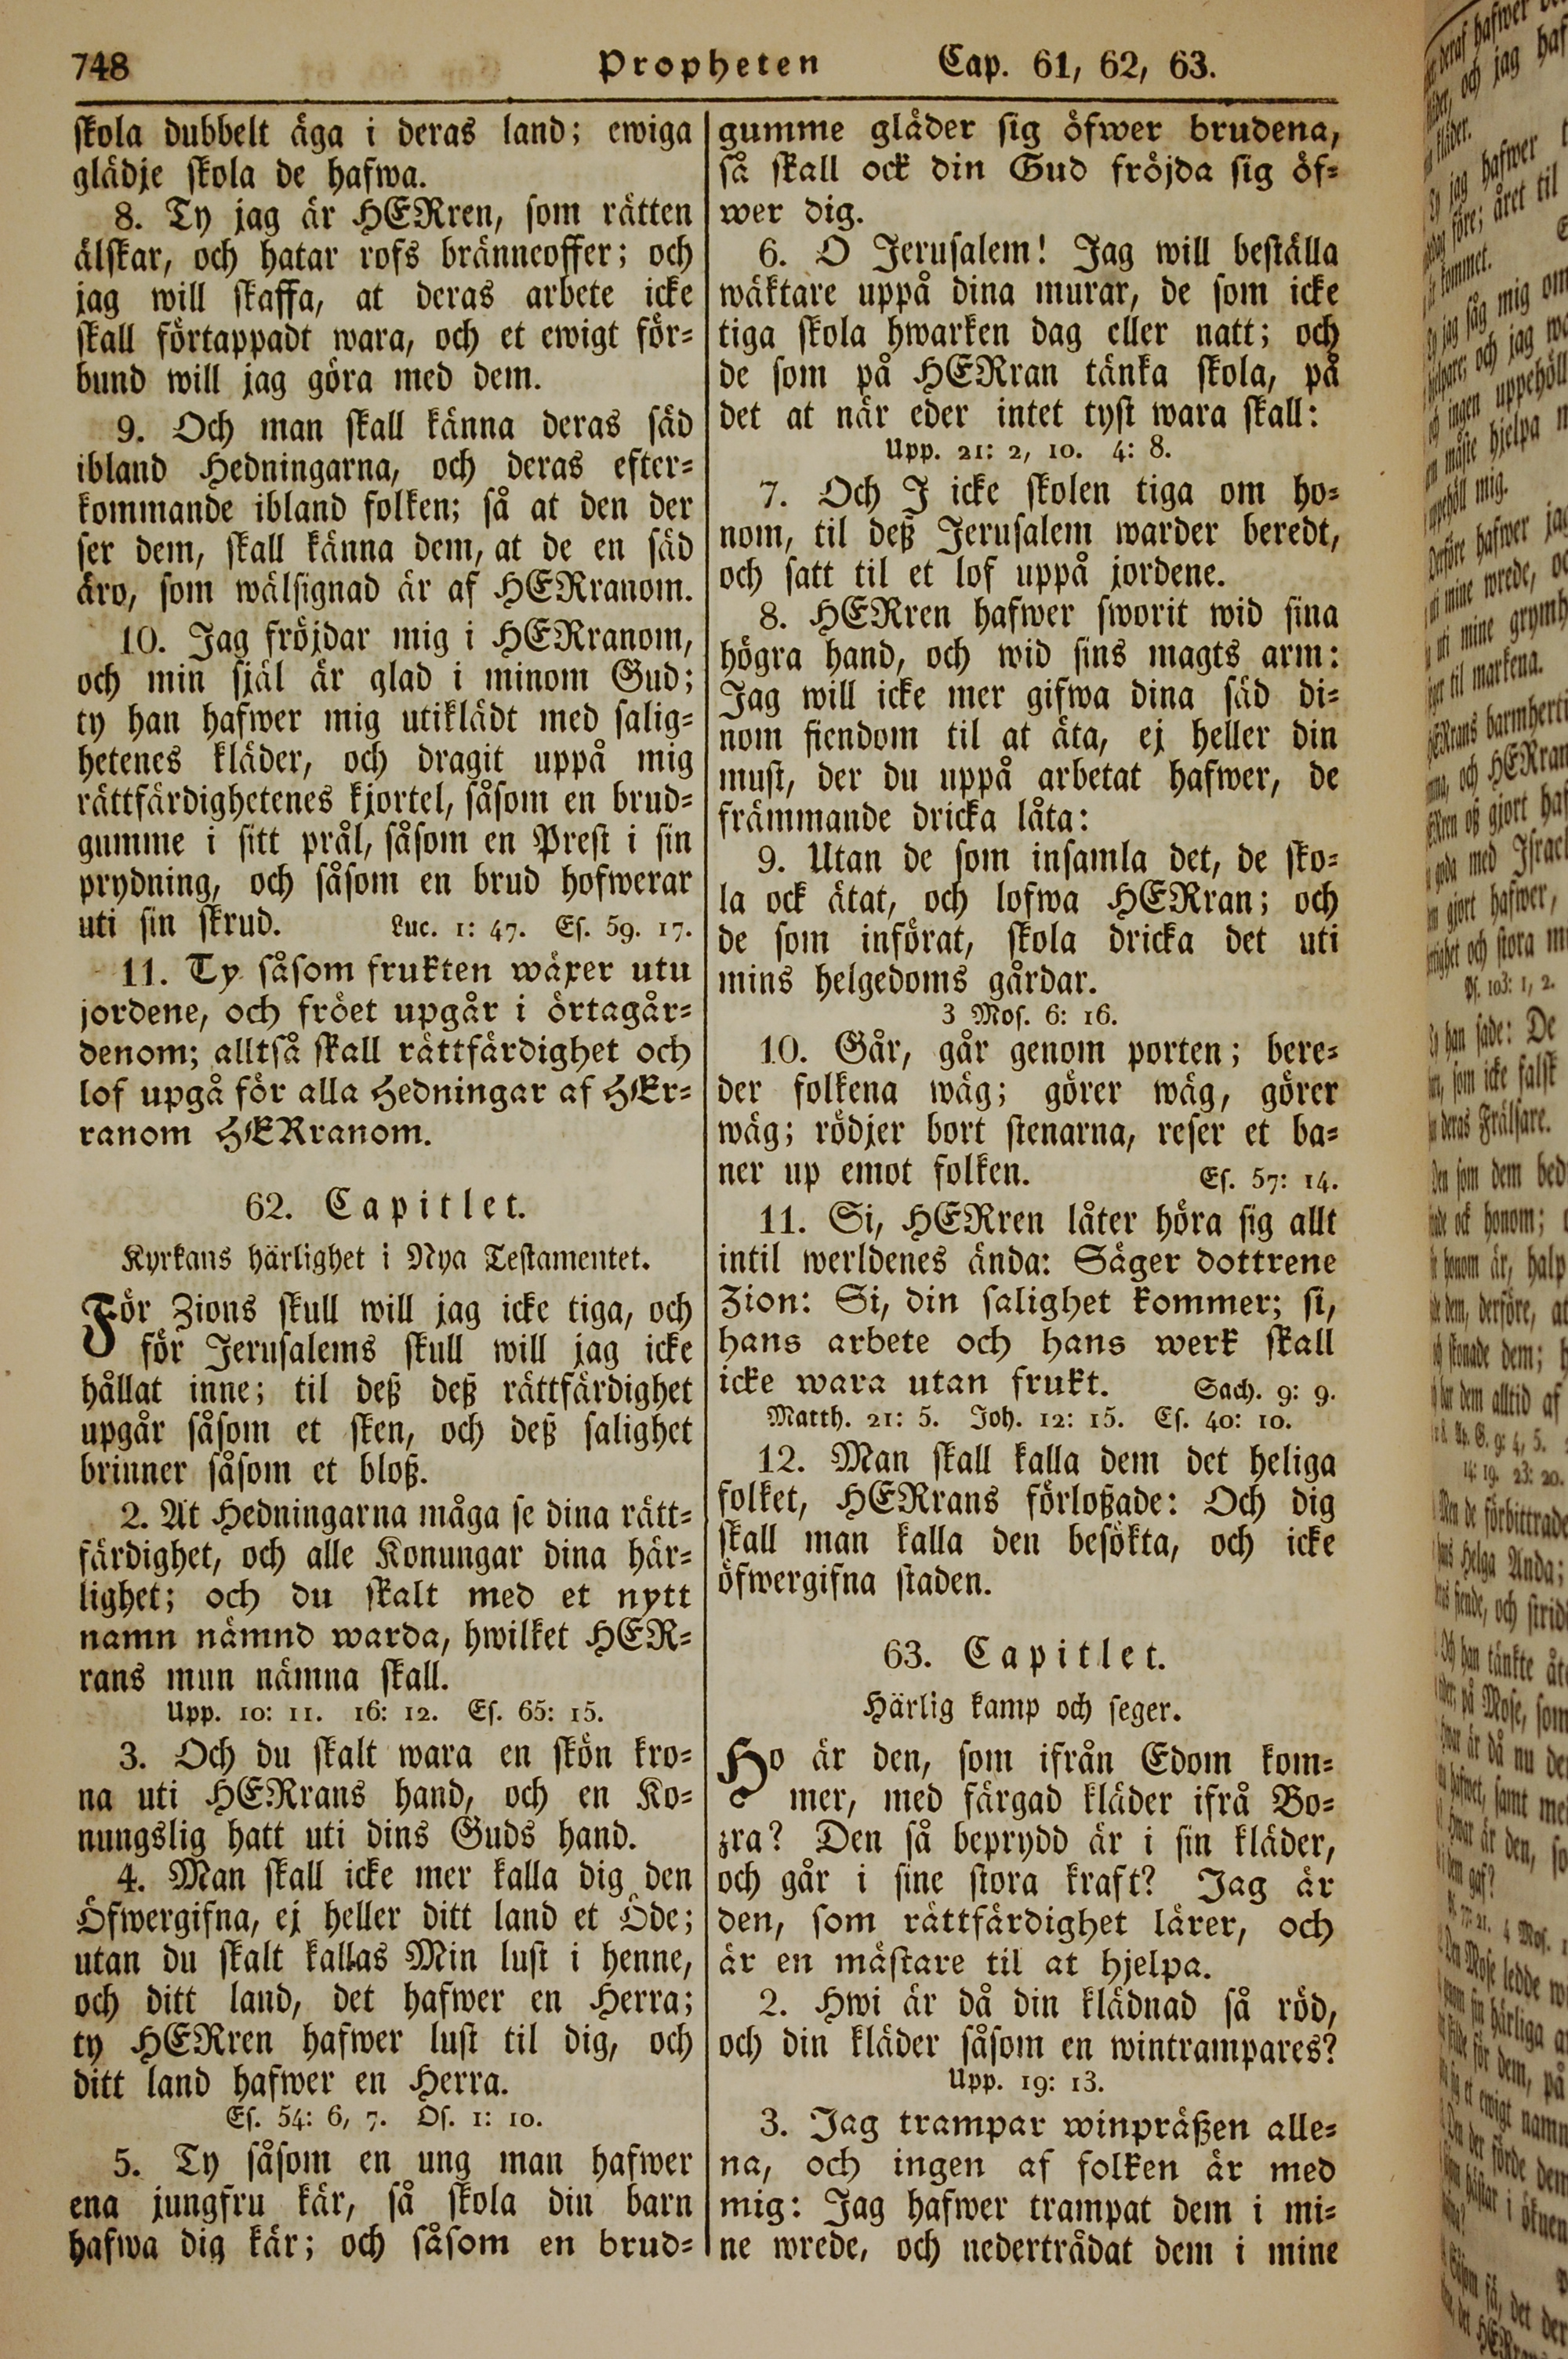 748 Propheten Cap. 61, 62, 63.
skola dubbelt äga i deras land; ewiga
glädje skola de hafwa.
8. Ty jag är HERren, som rätten
älskar, och hatar rofs bränneoffer; och
jag will skaffa, at deras arbete icke
skall förtappadt wara, och et ewigt för-
bund will jag göra med dem.
9. Och man skall känna deras säd
ibland Hedningarna, och deras efter-
kommande ibland folken; så at den der
ser dem, skall känna dem, at de en säd
äro, som wälsignad är af HERranom.
10. Jag fröjdar mig i HERranom,
och min själ är glad i minom Gud;
ty han hafwer mig utiklädt med salig-
hetenes kläder, och dragit uppå mig
rättfärdighetenes kjortel, såsom en brud-
gumme i sitt prål, såsom en Prest i sin
prydning, och såsom en brud hofwerar
uti sin skrud. Luc. 1: 47. Es. 59. 17.
11. Ty såsom frukten wäxer utu
jordene, och fröet upgår i örtagår-
denom; alltså skall rättfärdighet och
lof upgå för alla Hedningar af HEr-
ranom HERranom.
62. Capitlet.
Kyrkans härlighet i Nya Testamentet.
För Zions skull will jag icke tiga, och
för Jerusalems skull will jag icke
hållat inne; til deß deß rättfärdighet
upgår såsom et sken, och deß salighet
brinner såsom et bloß.
2. At Hedningarna måga se dina rätt-
färdighet, och alle Konungar dina här-
lighet; och du skalt med et nytt
namn nämnd warda, hwilket HER-
rans mun nämna skall.
Upp. 10: 11. 16: 12. Es. 65: 15.
3. Och du skalt wara en skön kro-
na uti HERrans hand, och en Ko-
nungslig hatt uti dins Guds hand.
4. Man skall icke mer kalla dig den
Öfwergifna, ej heller ditt land et Öde;
utan du skalt kallas Min lust i henne,
och ditt land, det hafwer en Herra;
ty HERren hafwer lust til dig, och
ditt land hafwer en Herra.
Es. 54: 6, 7. Os. 1: 10.
5. Ty såsom en ung man hafwer
ena jungfru kär, så skola din barn
hafwa dig kär; och såsom en brud-
gumme gläder sig öfwer brudena,
så skall ock din Gud fröjda sig öf-
wer dig.
6. O Jerusalem! Jag will beställa
wäktare uppå dina murar, de som icke
tiga skola hwarken dag eller natt; och
de som på HERran tänka skola, på
det at när eder intet tyst wara skall:
Upp. 21: 2, 10. 4: 8.
7. Och I icke skolen tiga om ho-
nom, til deß Jerusalem warder beredt,
och satt til et lof uppå jordene.
8. HERren hafwer sworit wid sina
högra hand, och wid sins magts arm:
Jag will icke mer gifwa dina säd di-
nom fiendom til at äta, ej heller din
must, der du uppå arbetat hafwer, de
främmande dricka låta:
9. Utan de som insamla det, de sko-
la ock ätat, och lofwa HERran; och
de som införat, skola dricka det uti
mins helgedoms gårdar.
3 Mos. 6: 16.
10. Går, går genom porten; bere-
der folkena wäg; görer wäg, görer
wäg; rödjer bort stenarna, reser et ba-
ner up emot folken. Es. 57: 14.
11. Si, HERren låter höra sig allt
intil werldenes ända: Säger dottrene
Zion: Si, din salighet kommer; si,
hans arbete och hans werk skall
icke wara utan frukt. Sach. 9: 9.
Matth. 21: 5. Joh. 12: 15. Es. 40: 10.
12. Man skall kalla dem det heliga
folket, HERrans förloßade: Och dig
skall man kalla den besökta, och icke
öfwergifna staden.
63. Capitlet.
Härlig kamp och seger.
Ho är den, som ifrån Edom kom-
mer, med färgad kläder ifrå Bo-
zra? Den så beprydd är i sin kläder,
och går i sine stora kraft? Jag är
den, som rättfärdighet lärer, och
är en mästare til at hjelpa.
2. Hwi är då din klädnad så röd,
och din kläder såsom en wintrampares?
Upp. 19: 13.
3. Jag trampar winpräßen alle-
na, och ingen af folken är med
mig: Jag hafwer trampat dem i mi-
ne wrede, och nederträdat dem i mine